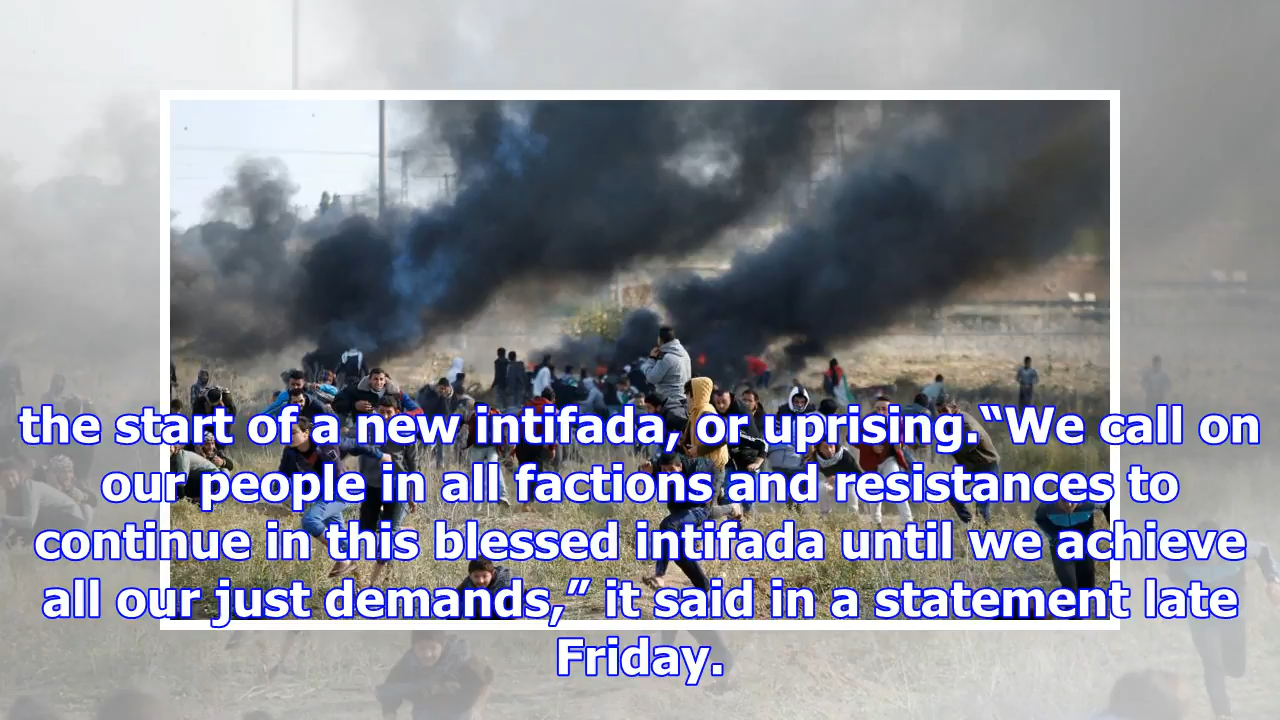 the start of a new intifada, or uprising.“We call on
our people in all factions and resistances to
continue in this blessed intifada until we achieve
all our just demands,” it said in a statement late
Friday.